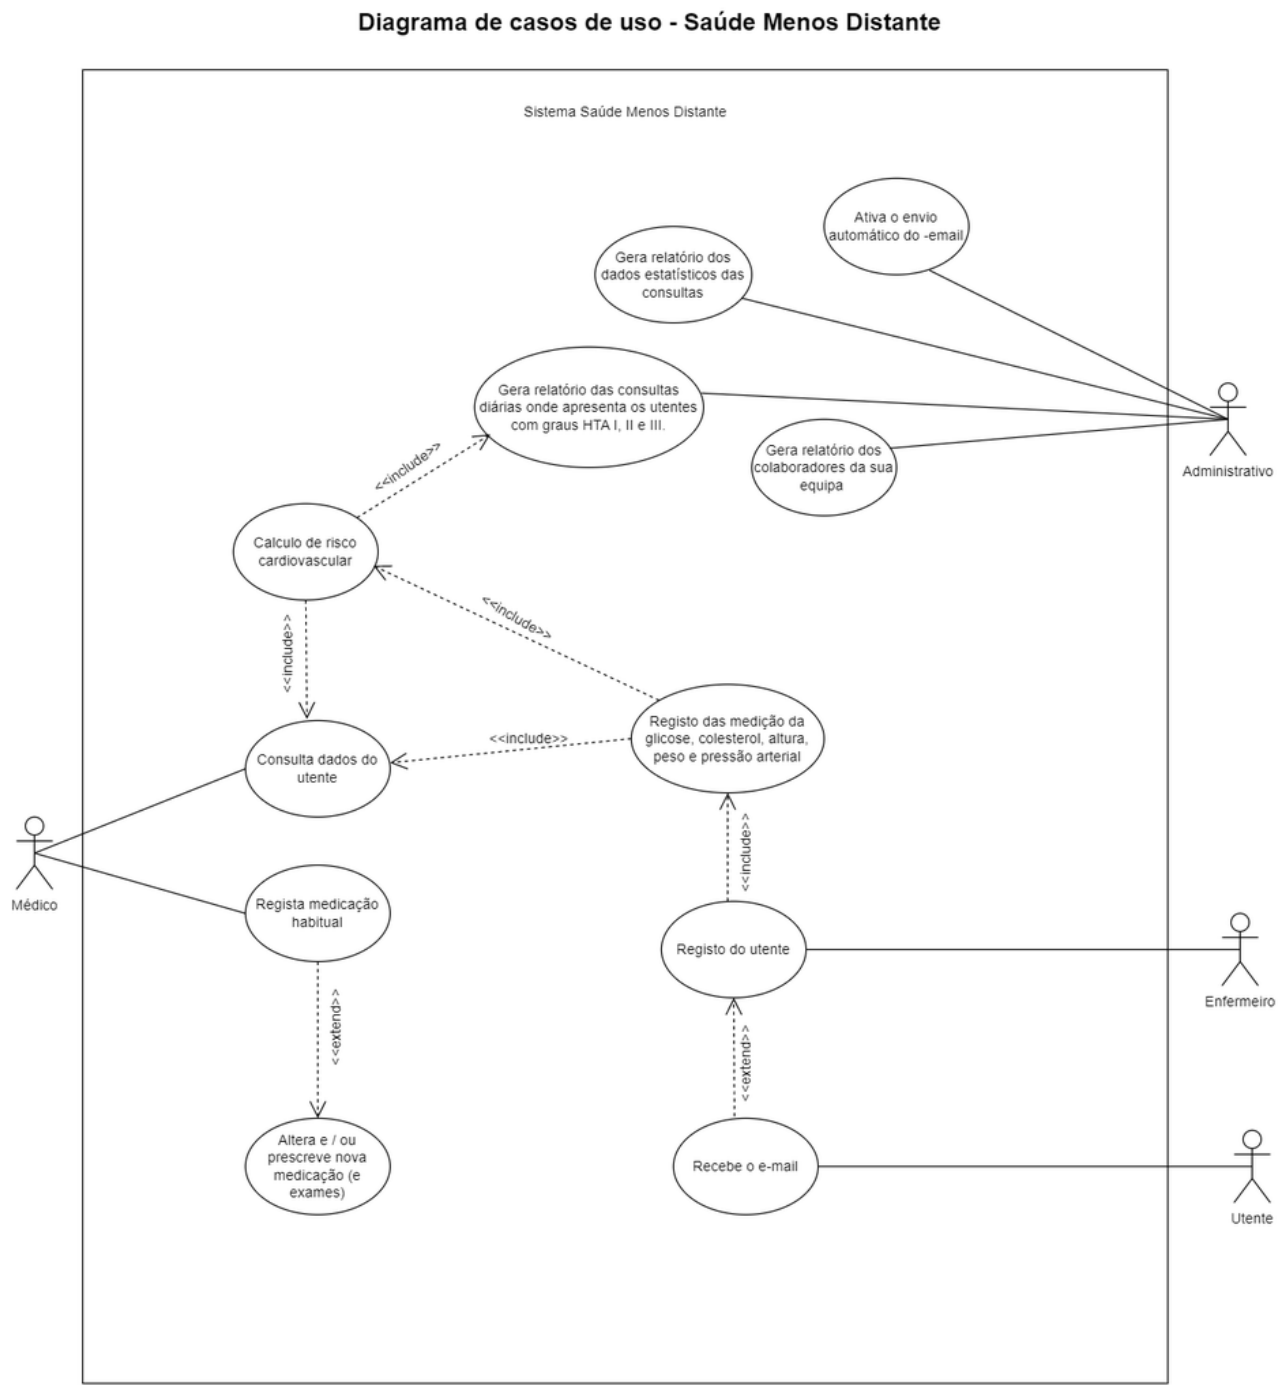 Diagrama de casos de uso - Saúde Menos Distante
Sistema Saúde Menos Distante
Ativa o envio
automático do -email
Gera relatório dos
dados estatísticos das
consultas
Gera relatório das consultas
diárias onde apresenta os utentes
com graus HTA I, II e III.
Gera relatório dos
colaboradores da sua
equipa
Administrativo
<<include>>
Calculo de risco
cardiovascular
<<include>>
<<include>>
Registo das medição da
glicose, colesterol, altura,
peso e pressão arterial
<<include>>
Consulta dados do
utente
Médico
<<include>>
Regista medicação
habitual
Registo do utente
Enfermeiro
<<extend>>
<<extend>>
Altera e / ou
prescreve nova
medicação (e
exames)
Recebe o e-mail
Utente